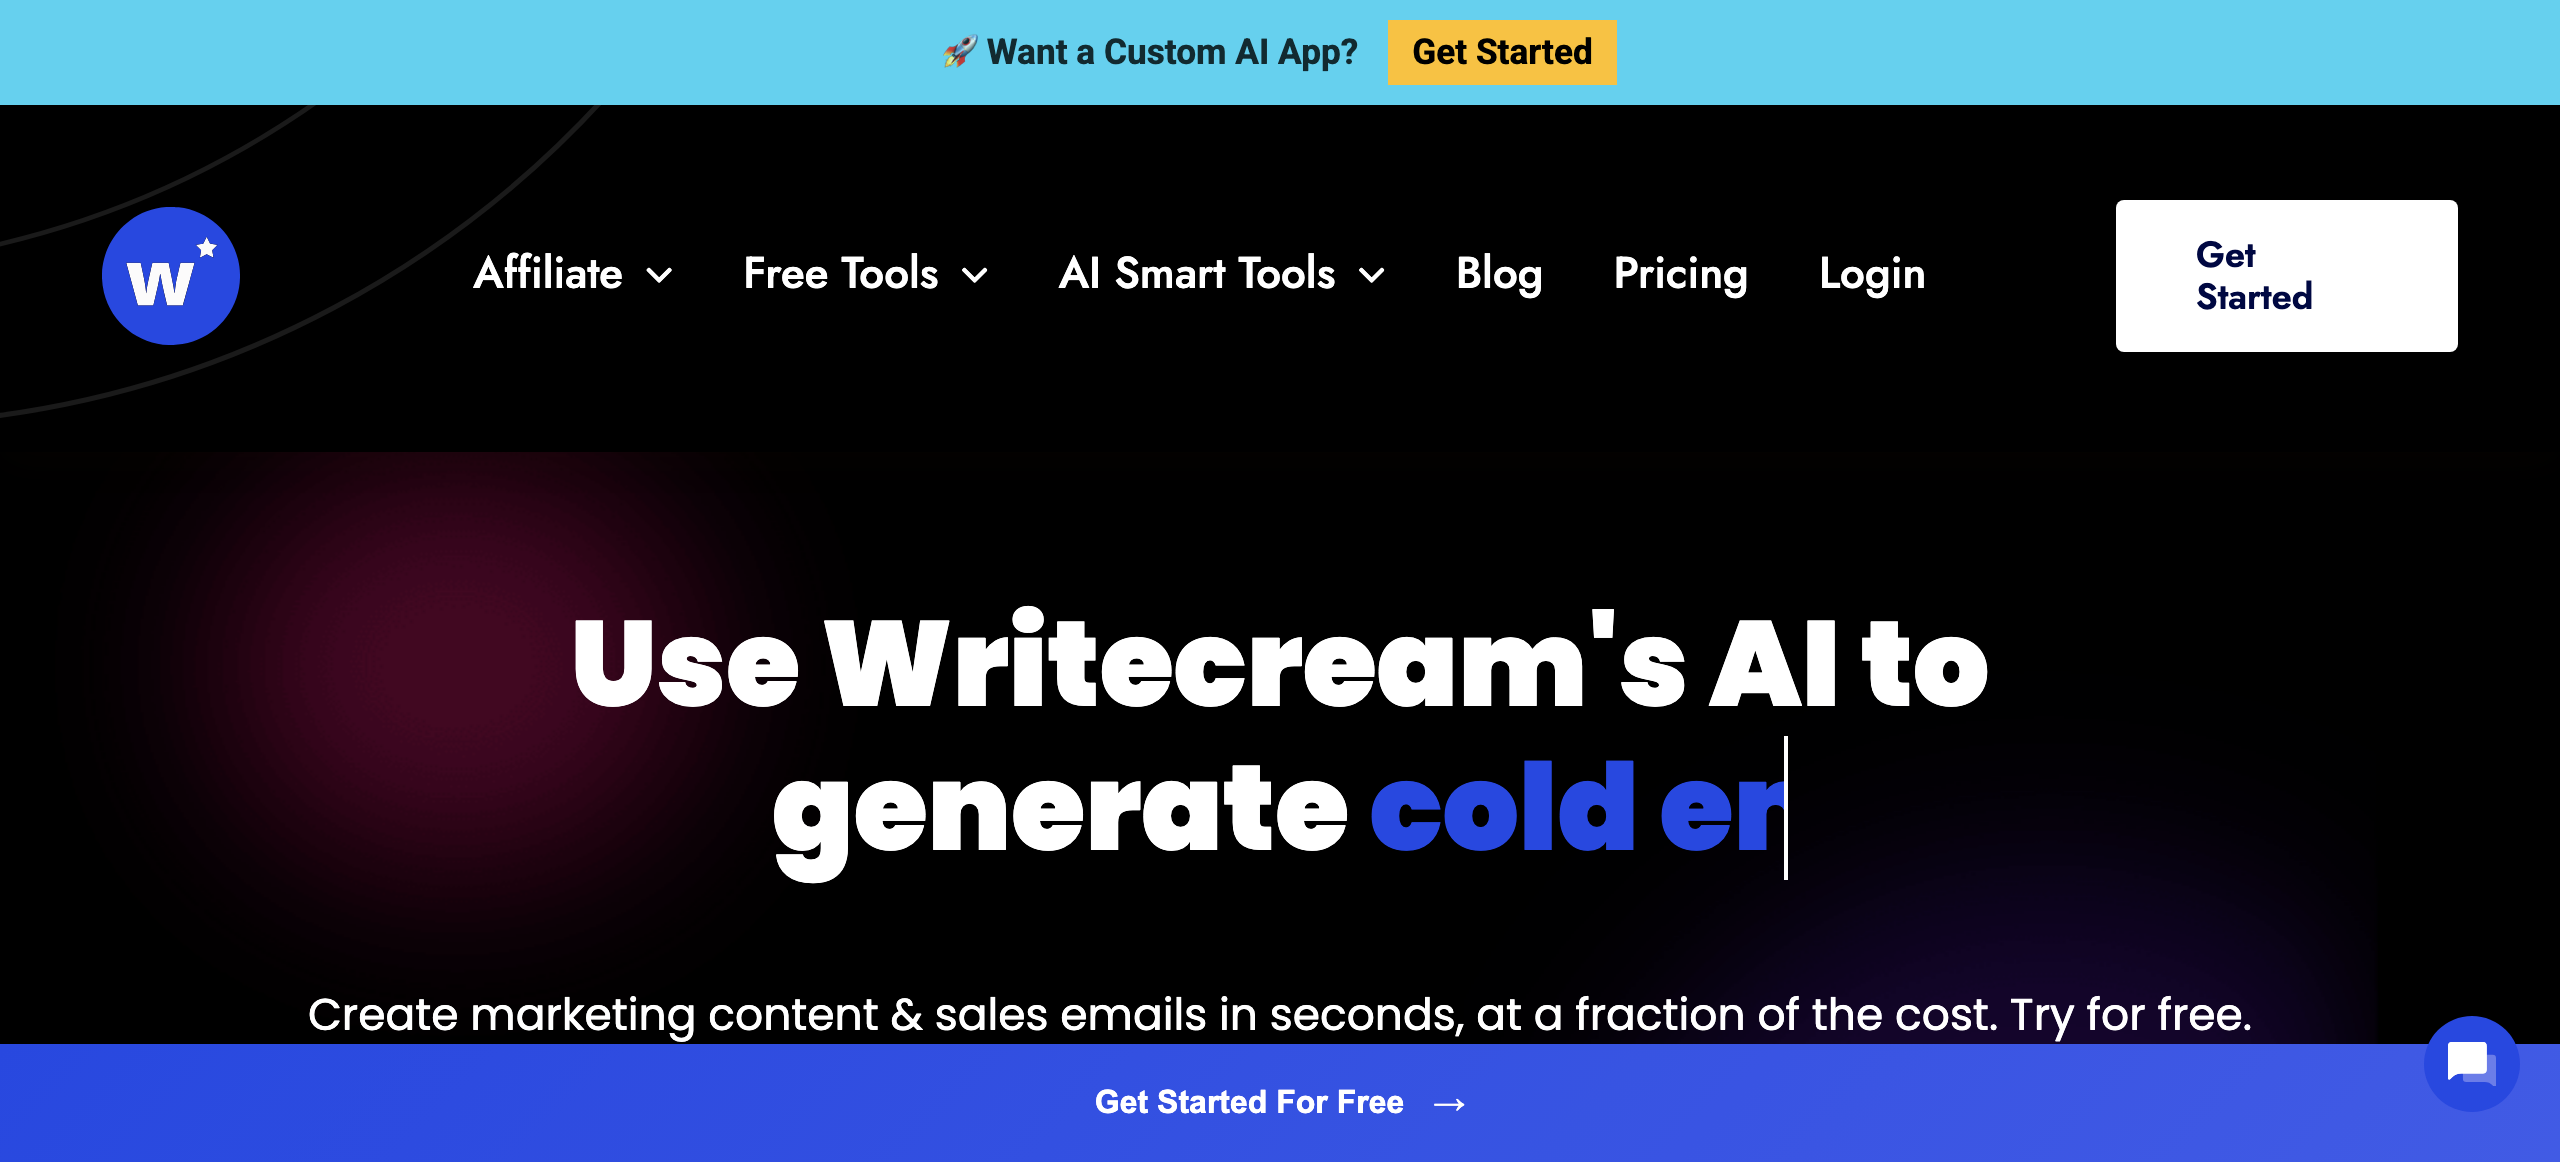 🚀 Want a Custom AI App? Get Started
W
Affiliate Free Tools AI Smart Tools Blog Pricing Login
Get
Started
Use Writecream's AI to
generate cold
Create marketing content & sales emails in seconds, at a fraction of the cost. Try for free.
Get Started For Free →